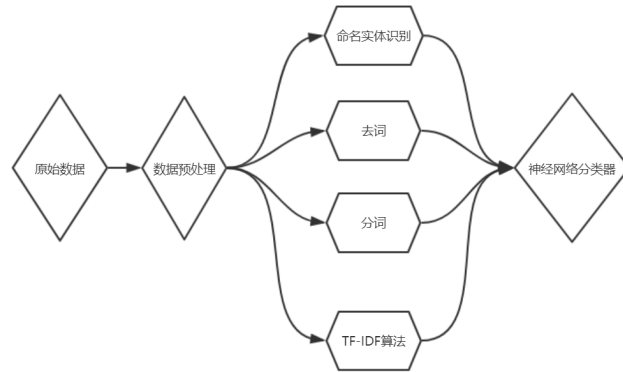 原始数据
数据预处理
命名实体识别
去词
分词
TF-IDF算法
神经网络分类器